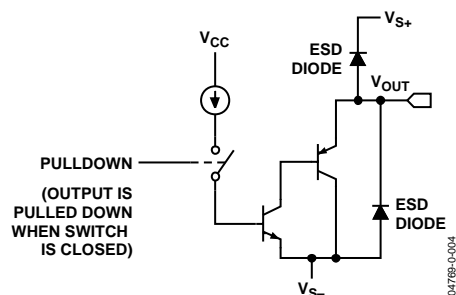 VS+
VCC
ESD
DIODE
VOUT
PULLDOWN
(OUTPUT IS
PULLED DOWN
WHEN SWITCH
IS CLOSED)
ESD
DIODE
VS–
04769-0-004